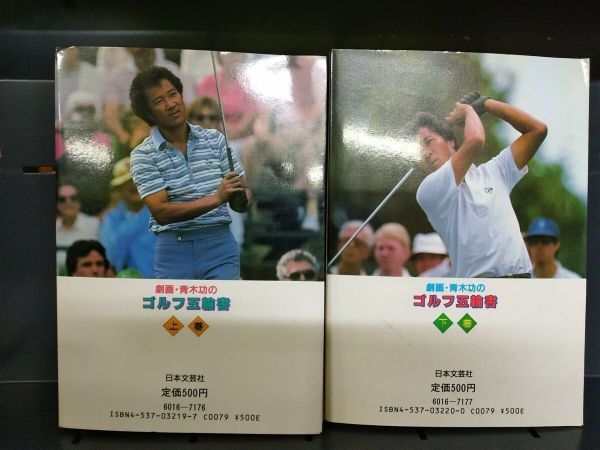 劇画・青木功の
ゴルフ五輪書
上巻
日本文芸社
定価500円
6016—7176
ISBN4-537-03219-7 C0079 ¥500E
劇画・青木功の
ゴルフ五輪書
下巻
日本文芸社
定価500円
6016—7177
ISBN4-537-03220-0 C0079 ¥500E